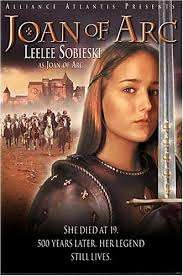 ALLIANCE ATLANTIS PRESENTS
JOAN OF ARC
LEELEE SOBIESKI
AS JOAN OF ARC
SHE DIED AT 19.
500 YEARS LATER, HER LEGEND
STILL LIVES.